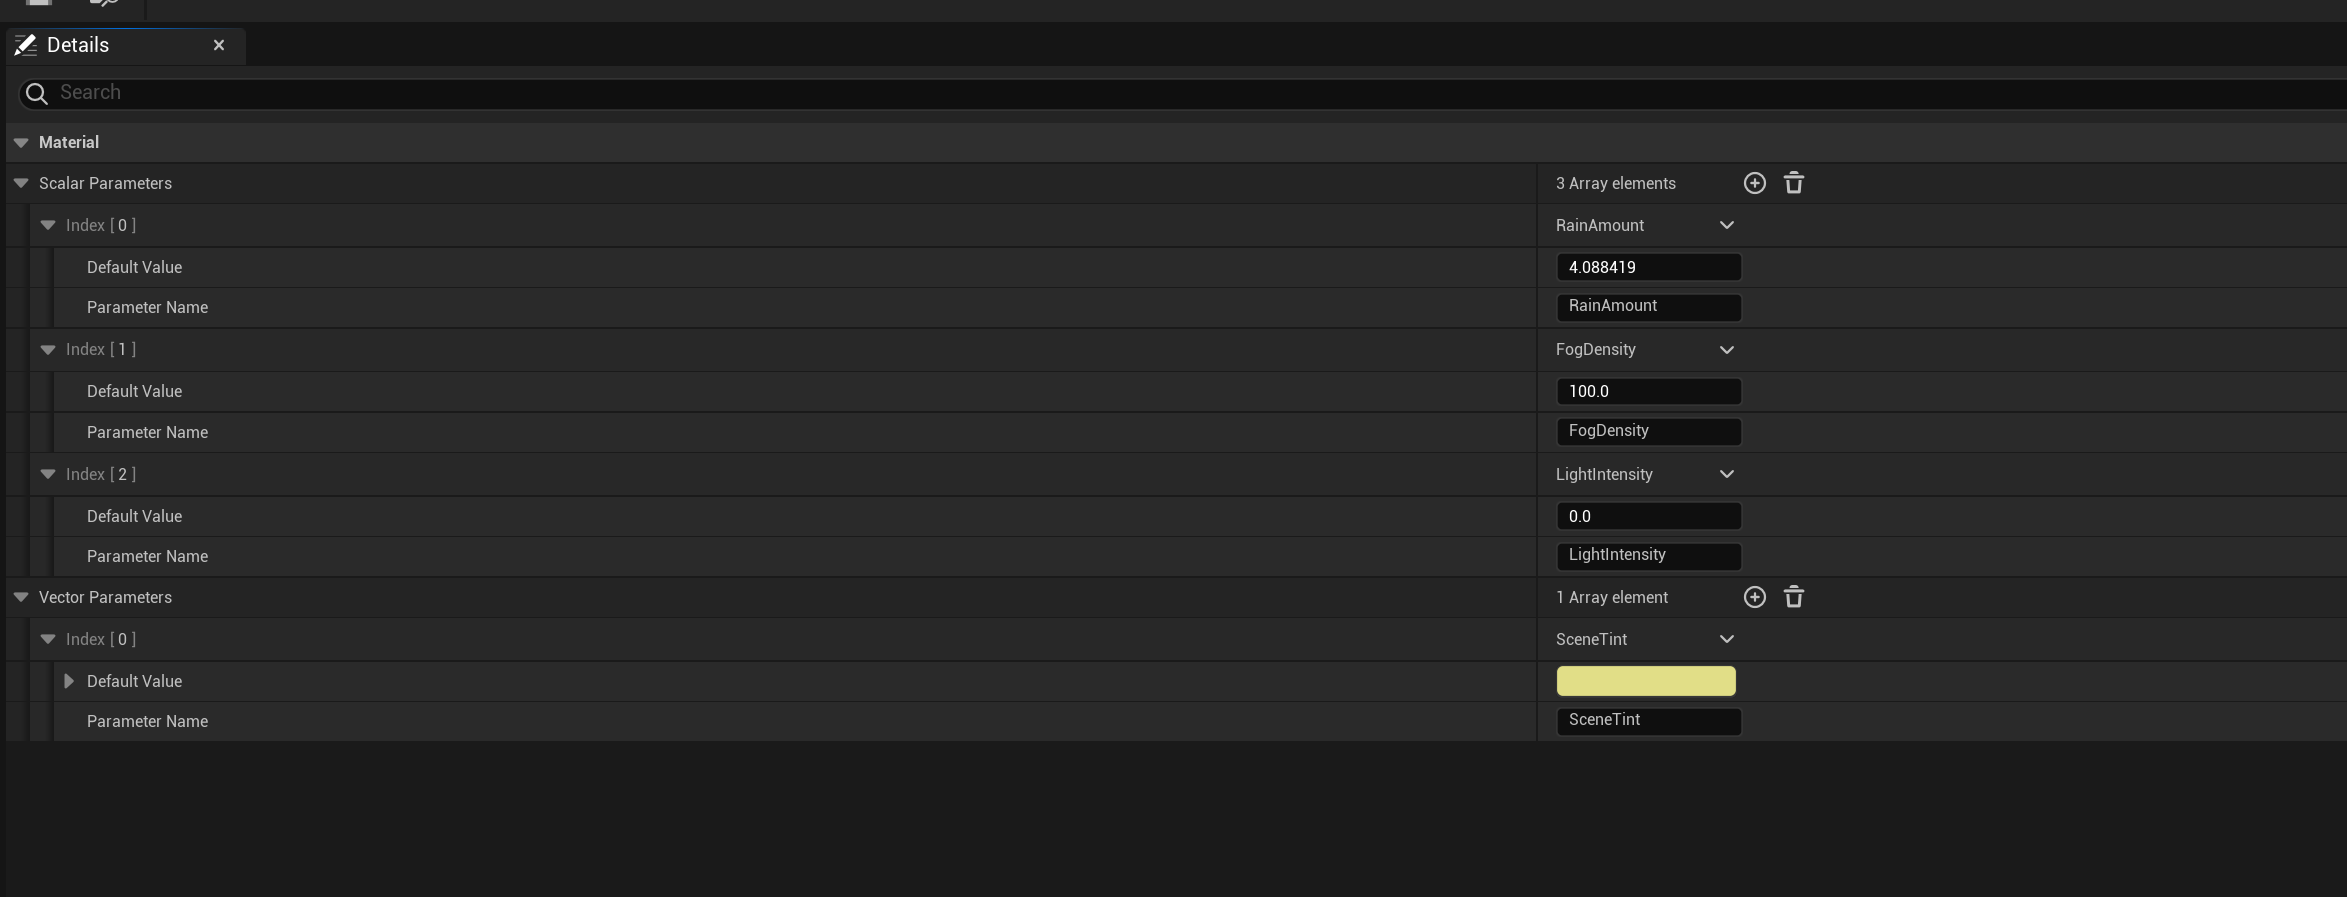 Details
Search
Material
Scalar Parameters 3 Array elements
Index [ 0 ] RainAmount
Default Value 4.088419
Parameter Name RainAmount
Index [ 1 ] FogDensity
Default Value 100.0
Parameter Name FogDensity
Index [ 2 ] LightIntensity
Default Value 0.0
Parameter Name LightIntensity
Vector Parameters 1 Array element
Index [ 0 ] SceneTint
Default Value
Parameter Name SceneTint